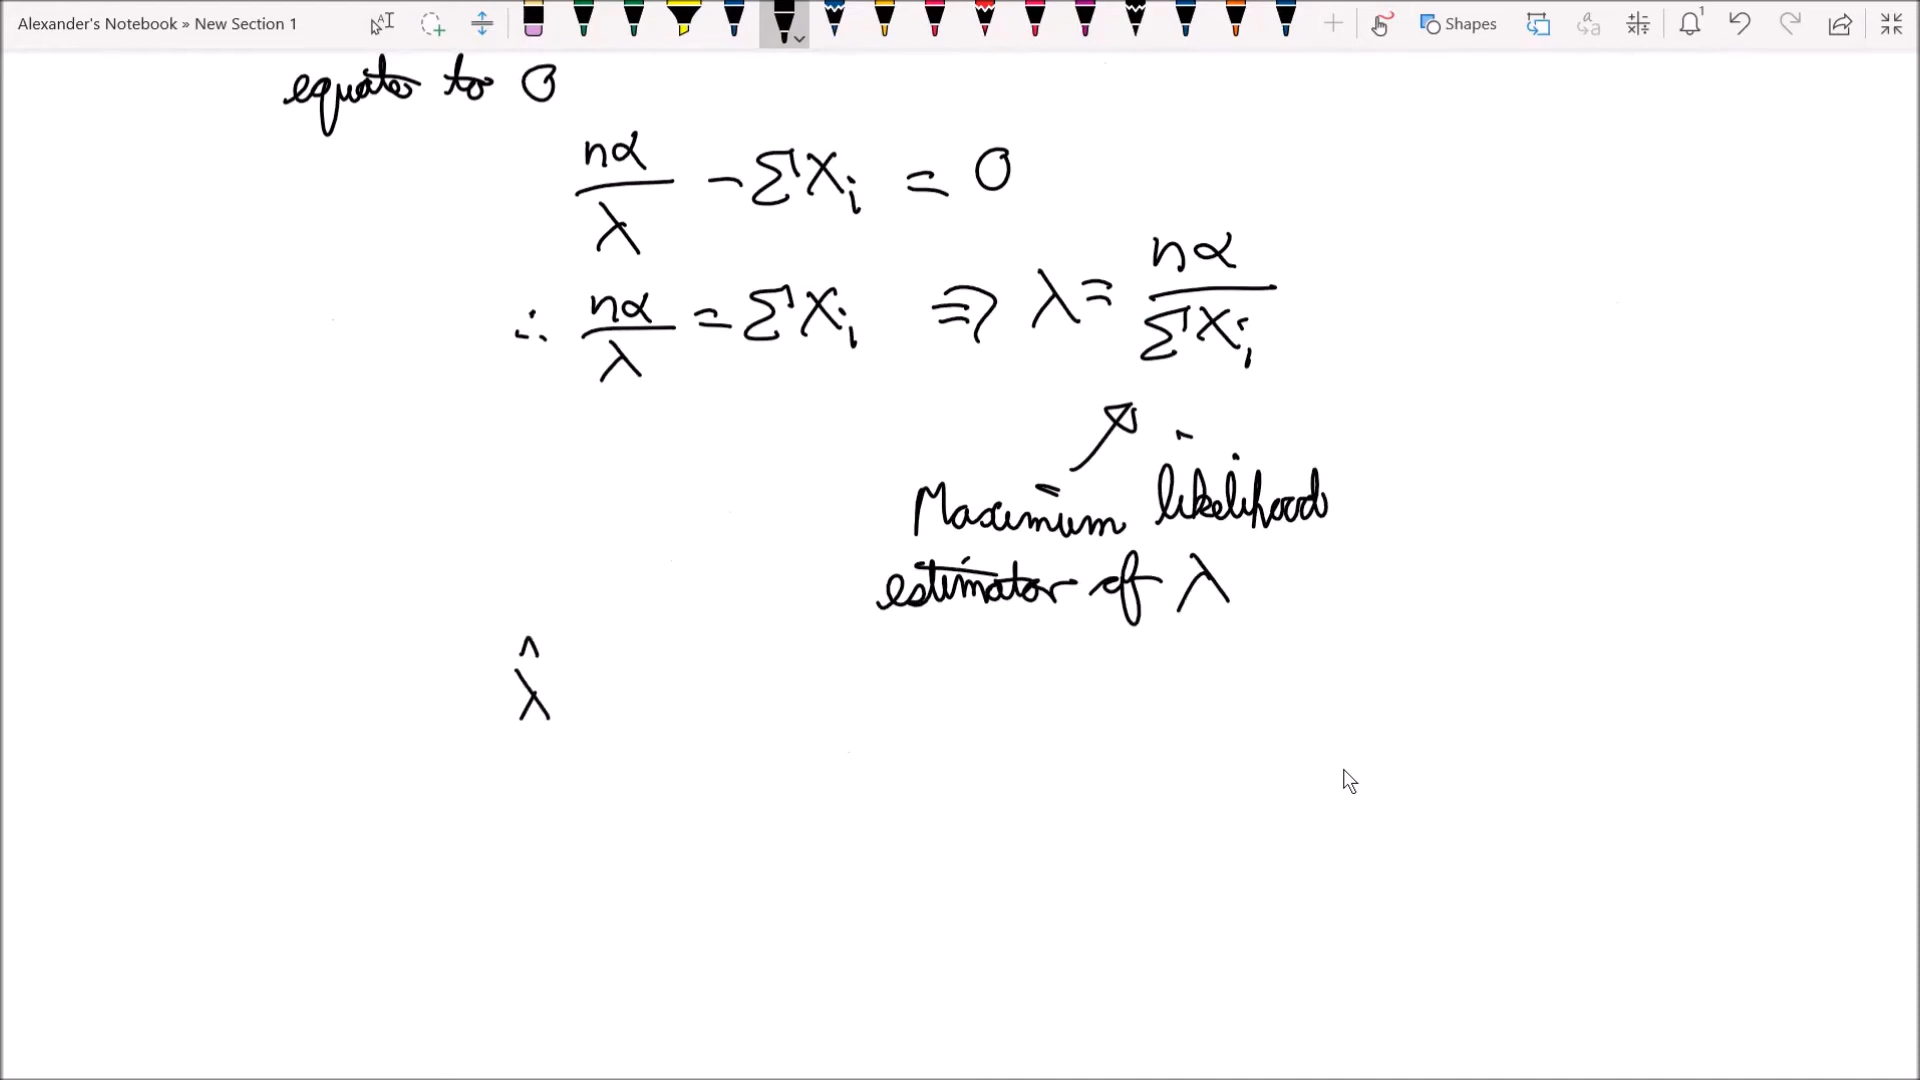 Alexander's Notebook » New Section 1
Shapes
1
equate to 0
nα/λ - ΣXᵢ = 0
∴ nα/λ = ΣXᵢ ⇒ λ = nα/ΣXᵢ
Maximum likelihood
estimator of λ
λ̂